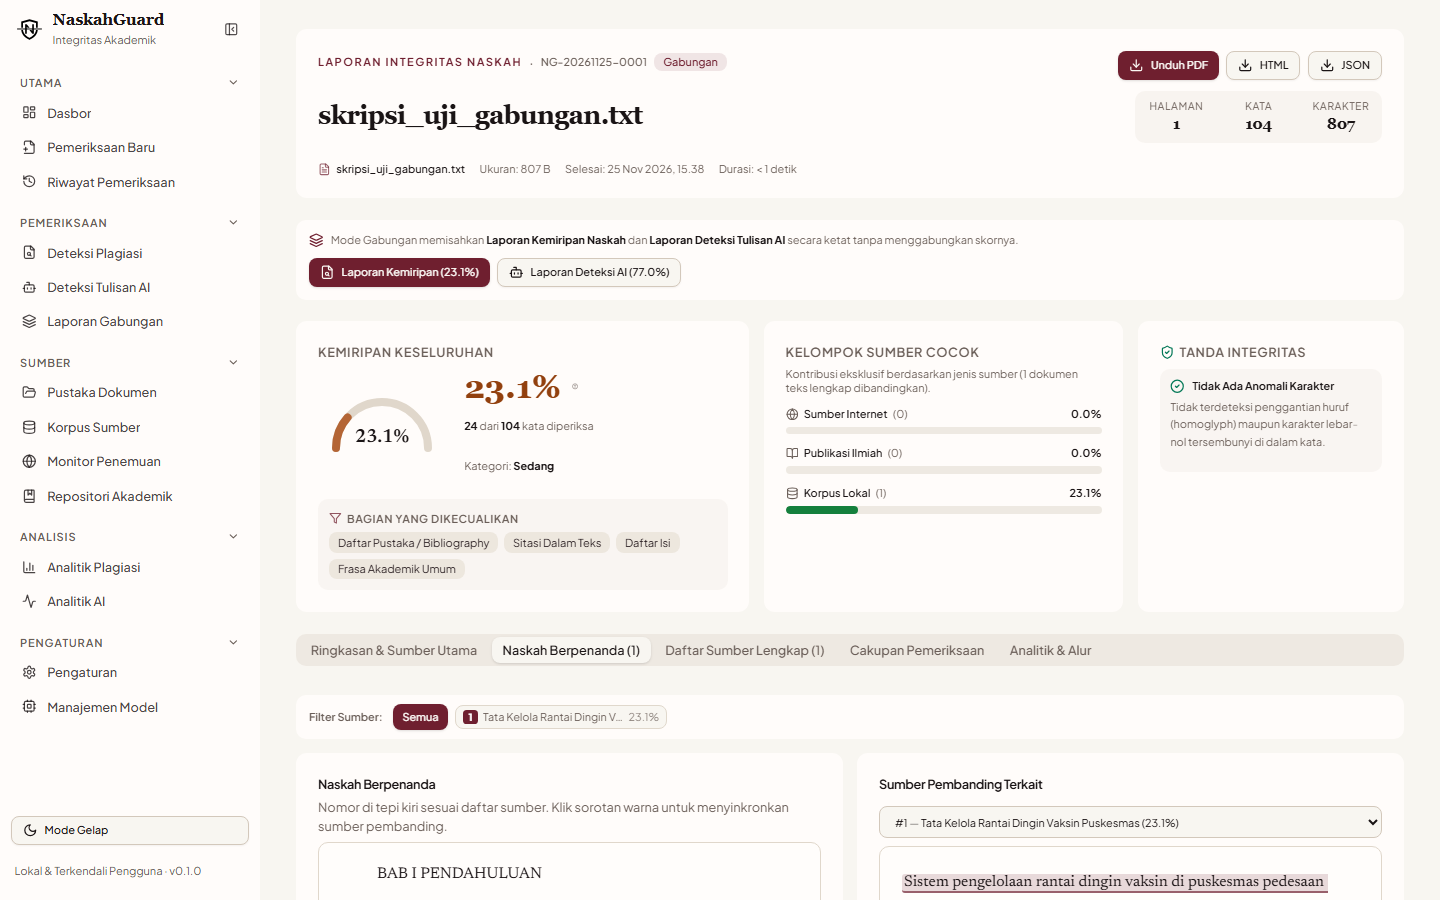 NaskahGuard
Integritas Akademik
UTAMA
Dasbor
Pemeriksaan Baru
Riwayat Pemeriksaan
PEMERIKSAAN
Deteksi Plagiasi
Deteksi Tulisan AI
Laporan Gabungan
SUMBER
Pustaka Dokumen
Korpus Sumber
Monitor Penemuan
Repositori Akademik
ANALISIS
Analitik Plagiasi
Analitik AI
PENGATURAN
Pengaturan
Manajemen Model
Mode Gelap
Lokal & Terkendali Pengguna · v0.1.0
LAPORAN INTEGRITAS NASKAH · NG-20261125-0001 Gabungan
Unduh PDF HTML JSON
skripsi_uji_gabungan.txt
HALAMAN KATA KARAKTER
1 104 807
skripsi_uji_gabungan.txt Ukuran: 807 B Selesai: 25 Nov 2026, 15.38 Durasi: < 1 detik
Mode Gabungan memisahkan Laporan Kemiripan Naskah dan Laporan Deteksi Tulisan AI secara ketat tanpa menggabungkan skornya.
Laporan Kemiripan (23.1%) Laporan Deteksi AI (77.0%)
KEMIRIPAN KESELURUHAN
23.1%
23.1%
24 dari 104 kata diperiksa
Kategori: Sedang
BAGIAN YANG DIKECUALIKAN
Daftar Pustaka / Bibliography Sitasi Dalam Teks Daftar Isi
Frasa Akademik Umum
KELOMPOK SUMBER COCOK
Kontribusi eksklusif berdasarkan jenis sumber (1 dokumen
teks lengkap dibandingkan).
Sumber Internet (0) 0.0%
Publikasi Ilmiah (0) 0.0%
Korpus Lokal (1) 23.1%
TANDA INTEGRITAS
Tidak Ada Anomali Karakter
Tidak terdeteksi penggantian huruf
(homoglyph) maupun karakter lebar-
nol tersembunyi di dalam kata.
Ringkasan & Sumber Utama Naskah Berpenanda (1) Daftar Sumber Lengkap (1) Cakupan Pemeriksaan Analitik & Alur
Filter Sumber: Semua 1 Tata Kelola Rantai Dingin V... 23.1%
Naskah Berpenanda
Nomor di tepi kiri sesuai daftar sumber. Klik sorotan warna untuk menyinkronkan
sumber pembanding.
BAB I PENDAHULUAN
Sumber Pembanding Terkait
#1 — Tata Kelola Rantai Dingin Vaksin Puskesmas (23.1%)
Sistem pengelolaan rantai dingin vaksin di puskesmas pedesaan